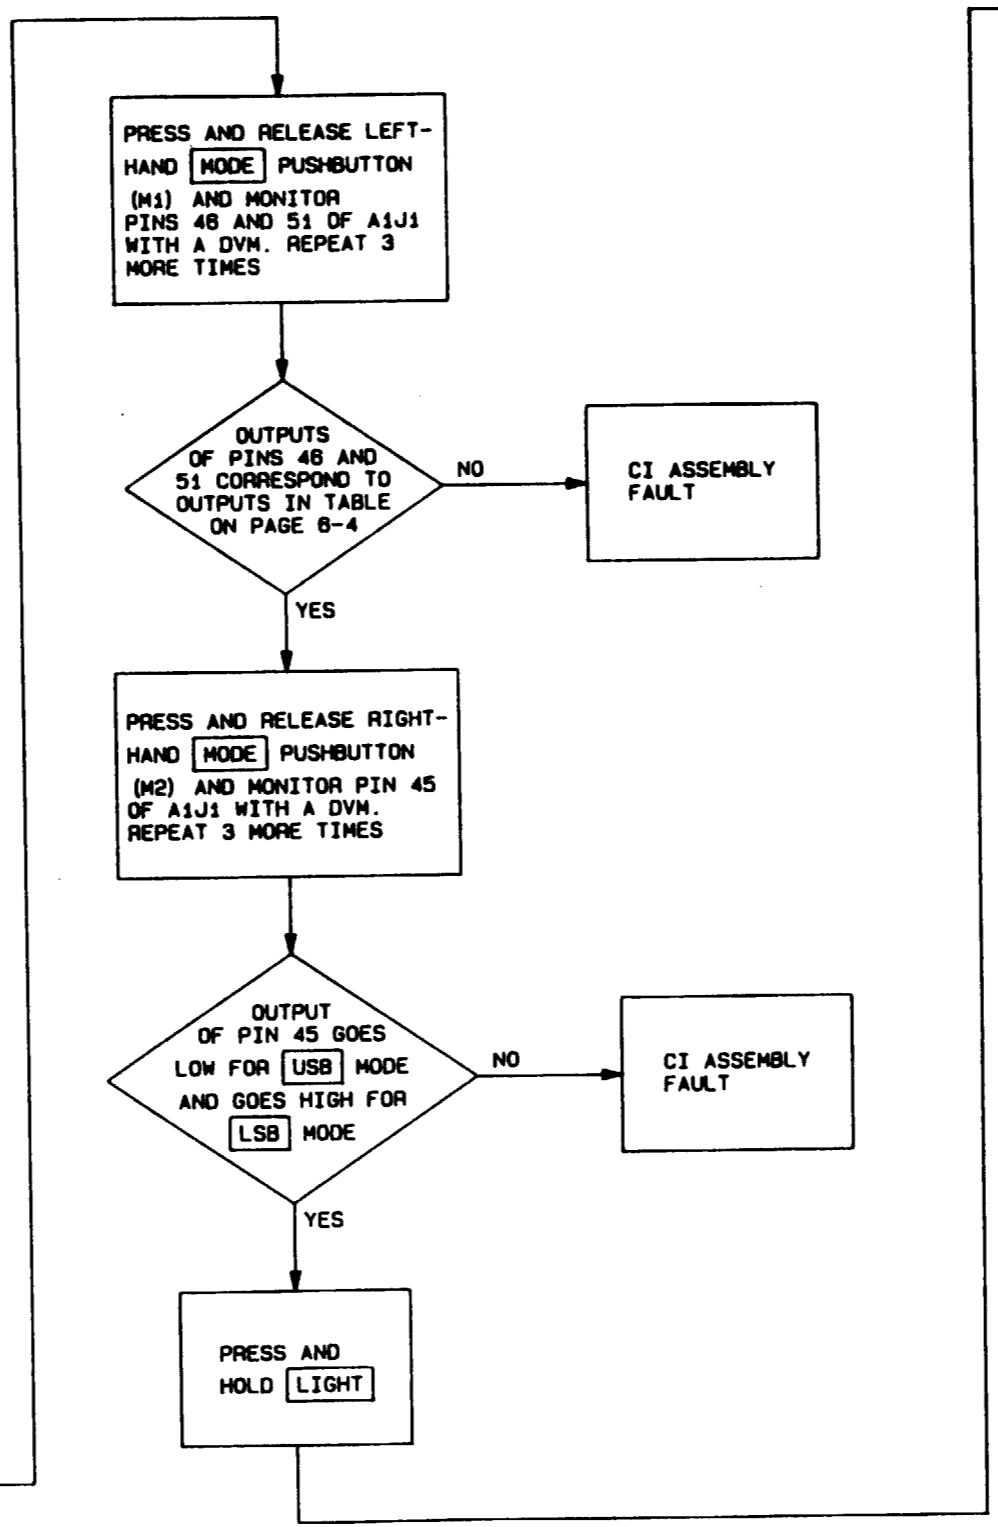 PRESS AND RELEASE LEFT-
HAND MODE PUSHBUTTON
(M1) AND MONITOR
PINS 46 AND 51 OF A1J1
WITH A DVM. REPEAT 3
MORE TIMES
OUTPUTS
OF PINS 46 AND
51 CORRESPOND TO
OUTPUTS IN TABLE
ON PAGE 6-4
NO
CI ASSEMBLY
FAULT
YES
PRESS AND RELEASE RIGHT-
HAND MODE PUSHBUTTON
(M2) AND MONITOR PIN 45
OF A1J1 WITH A DVM.
REPEAT 3 MORE TIMES
OUTPUT
OF PIN 45 GOES
LOW FOR USB MODE
AND GOES HIGH FOR
LSB MODE
NO
CI ASSEMBLY
FAULT
YES
PRESS AND
HOLD LIGHT